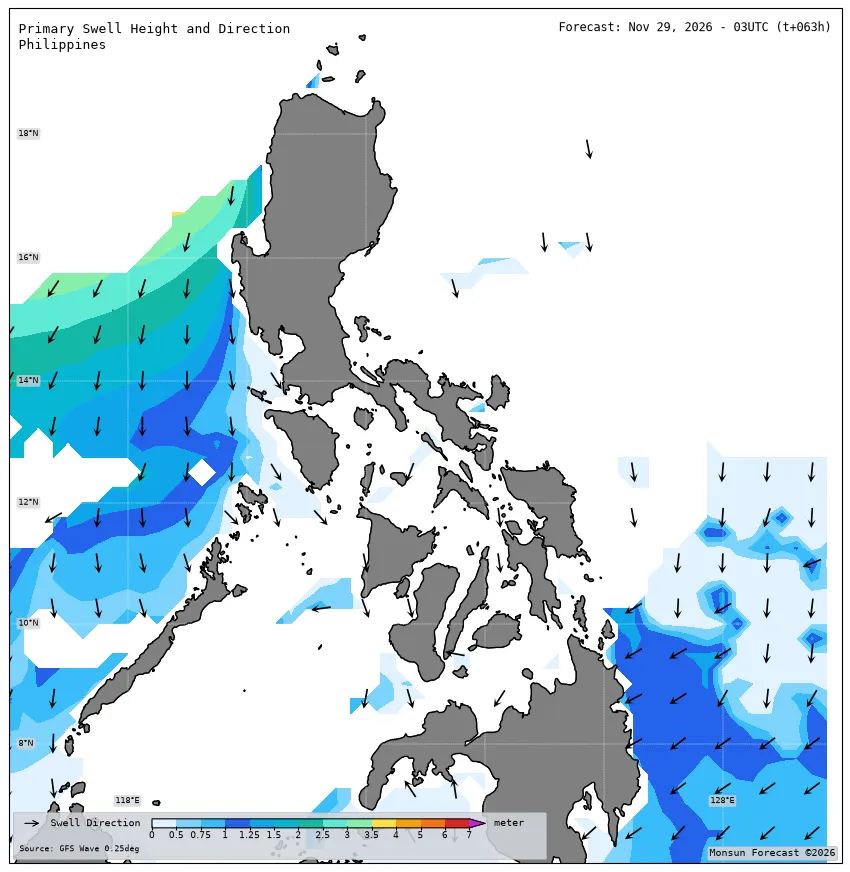 Primary Swell Height and Direction
Philippines
Forecast: Nov 29, 2026 - 03UTC (t+063h)
18°N
16°N
14°N
12°N
10°N
8°N
118°E
128°E
Swell Direction
0 0.5 0.75 1 1.25 1.5 2 2.5 3 3.5 4 5 6 7
meter
Source: GFS Wave 0.25deg
Monsun Forecast ©2026